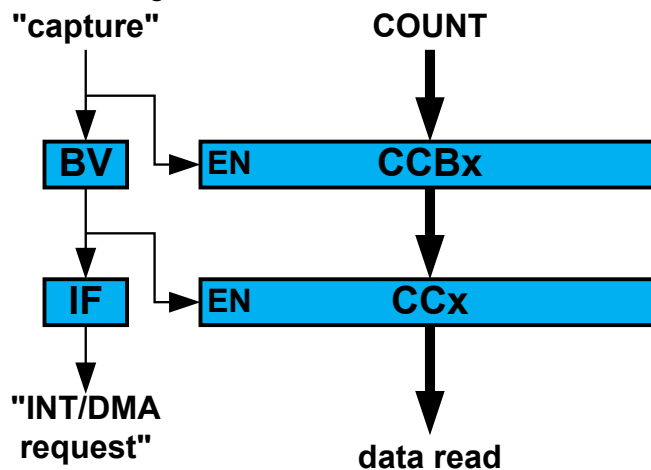 "capture"
COUNT
BV
EN
CCBx
IF
EN
CCx
"INT/DMA
request"
data read